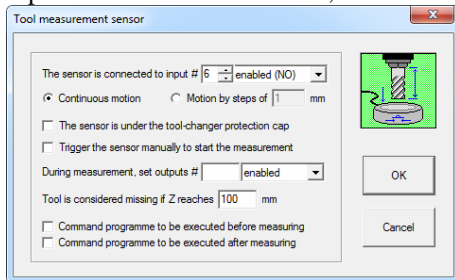 Tool measurement sensor
The sensor is connected to input # 6 enabled (NO)
Continuous motion Motion by steps of 1 mm
The sensor is under the tool-changer protection cap
Trigger the sensor manually to start the measurement
During measurement, set outputs # enabled
Tool is considered missing if Z reaches 100 mm
Command programme to be executed before measuring
Command programme to be executed after measuring
OK
Cancel